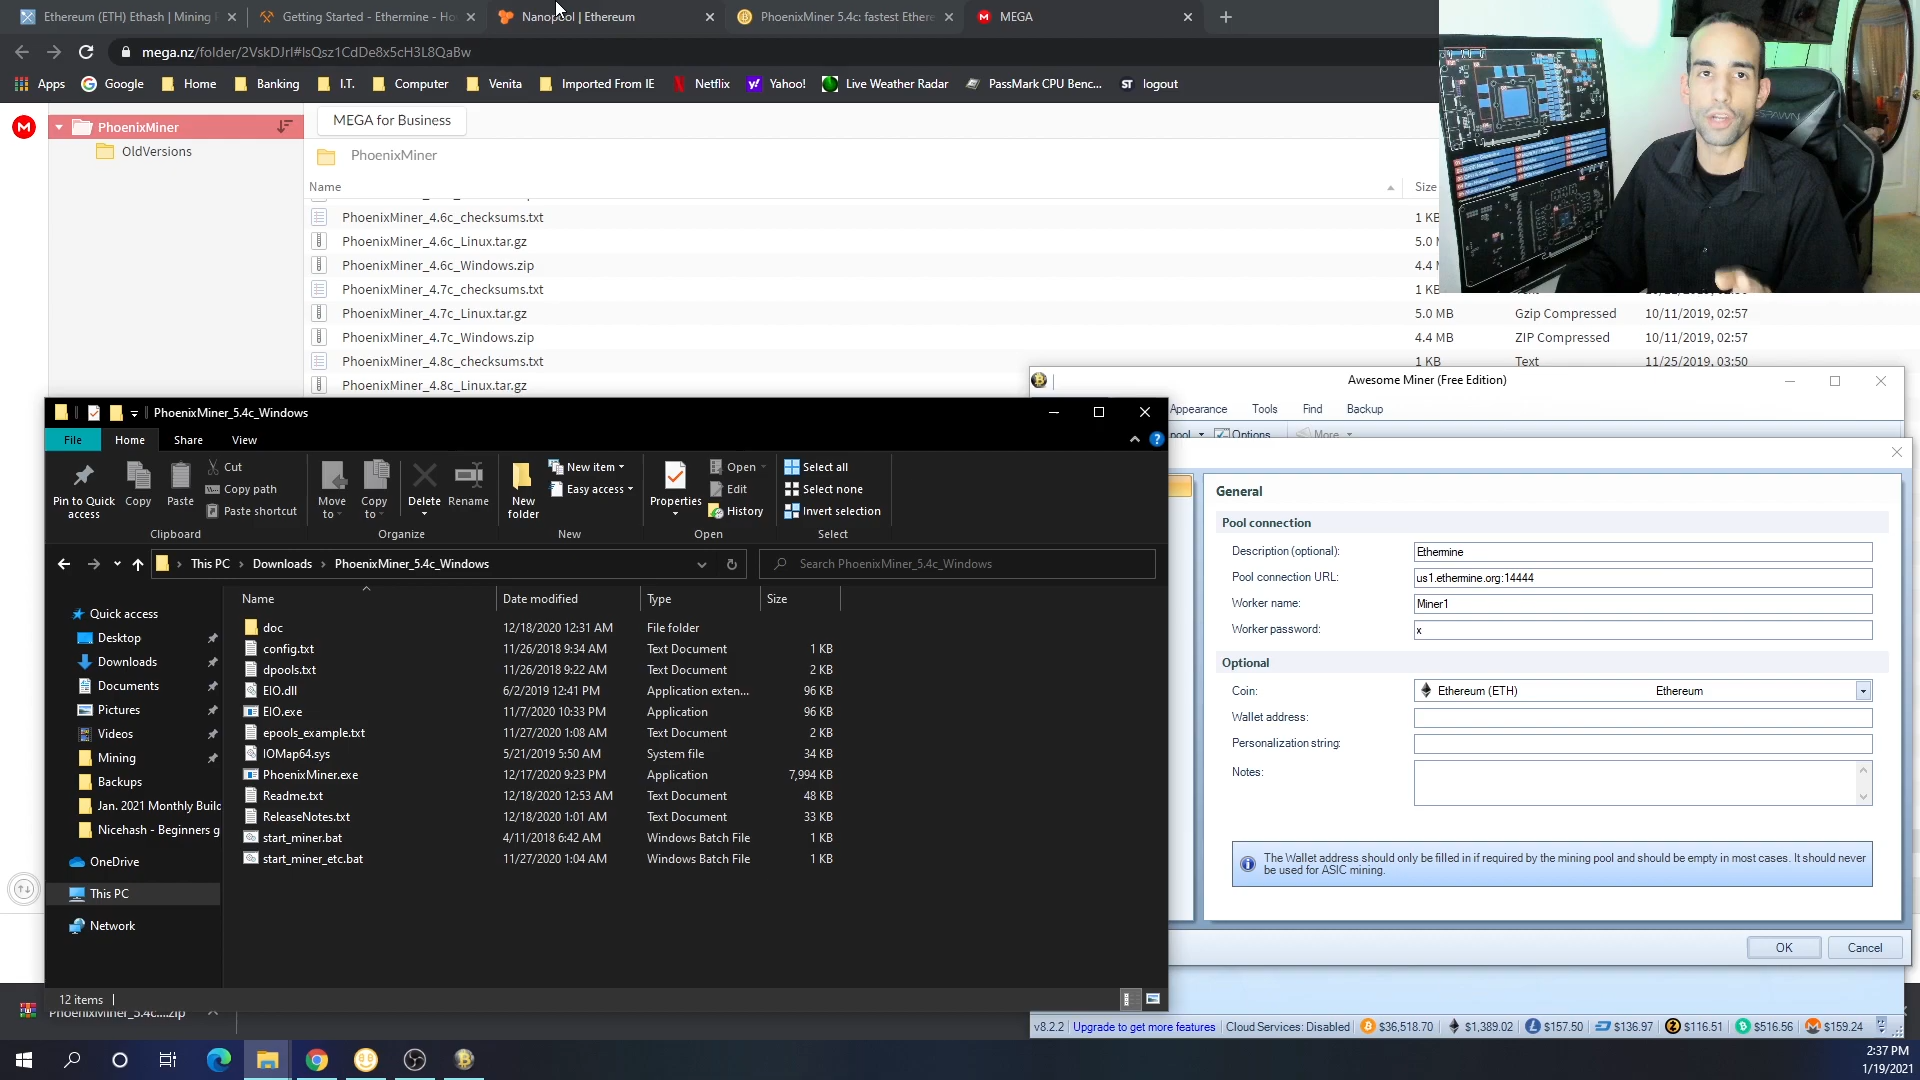 Ethereum (ETH) Ethash | Mining
Getting Started - Ethermine - Ho
Nanopool | Ethereum
PhoenixMiner 5.4c: fastest Ethere
MEGA
mega.nz/folder/2VskDJrI#lsQsz1CdDe8x5cH3L8QaBw
Apps
Google
Home
Banking
I.T.
Computer
Venita
Imported From IE
Netflix
Yahoo!
Live Weather Radar
PassMark CPU Benc...
logout
PhoenixMiner
OldVersions
MEGA for Business
PhoenixMiner
Name
Size
PhoenixMiner_4.6c_checksums.txt
1 KB
PhoenixMiner_4.6c_Linux.tar.gz
5.0
PhoenixMiner_4.6c_Windows.zip
4.4
PhoenixMiner_4.7c_checksums.txt
1 KB
PhoenixMiner_4.7c_Linux.tar.gz
5.0 MB Gzip Compressed 10/11/2019, 02:57
PhoenixMiner_4.7c_Windows.zip
4.4 MB ZIP Compressed 10/11/2019, 02:57
PhoenixMiner_4.8c_checksums.txt
1 KB Text 11/25/2019, 03:50
PhoenixMiner_4.8c_Linux.tar.gz
PhoenixMiner_5.4c_Windows
File
Home
Share
View
Pin to Quick access
Copy
Paste
Cut
Copy path
Paste shortcut
Clipboard
Move to
Copy to
Delete
Rename
Organize
New folder
New item
Easy access
New
Properties
Open
Edit
History
Open
Select all
Select none
Invert selection
Select
This PC
Downloads
PhoenixMiner_5.4c_Windows
Search PhoenixMiner_5.4c_Windows
Quick access
Desktop
Downloads
Documents
Pictures
Videos
Mining
Backups
Jan. 2021 Monthly Build
Nicehash - Beginners g
OneDrive
This PC
Network
Name Date modified Type Size
doc 12/18/2020 12:31 AM File folder
config.txt 11/26/2018 9:34 AM Text Document 1 KB
dpools.txt 11/26/2018 9:22 AM Text Document 2 KB
EIO.dll 6/2/2019 12:41 PM Application exten... 96 KB
EIO.exe 11/7/2020 10:33 PM Application 96 KB
epools_example.txt 11/27/2020 1:08 AM Text Document 2 KB
IOMap64.sys 5/21/2019 5:50 AM System file 34 KB
PhoenixMiner.exe 12/17/2020 9:23 PM Application 7,994 KB
Readme.txt 12/18/2020 12:53 AM Text Document 48 KB
ReleaseNotes.txt 12/18/2020 1:01 AM Text Document 33 KB
start_miner.bat 4/11/2018 6:42 AM Windows Batch File 1 KB
start_miner_etc.bat 11/27/2020 1:04 AM Windows Batch File 1 KB
12 items
PhoenixMiner_5.4c....zip
Awesome Miner (Free Edition)
Appearance
Tools
Find
Backup
pool
Options
More
General
Pool connection
Description (optional): Ethermine
Pool connection URL: us1.ethermine.org:14444
Worker name: Miner1
Worker password: x
Optional
Coin: Ethereum (ETH) Ethereum
Wallet address:
Personalization string:
Notes:
The Wallet address should only be filled in if required by the mining pool and should be empty in most cases. It should never
be used for ASIC mining.
OK
Cancel
v8.2.2
Upgrade to get more features
Cloud Services: Disabled
$36,518.70
$1,389.02
$157.50
$136.97
$116.51
$516.56
$159.24
2:37 PM
1/19/2021